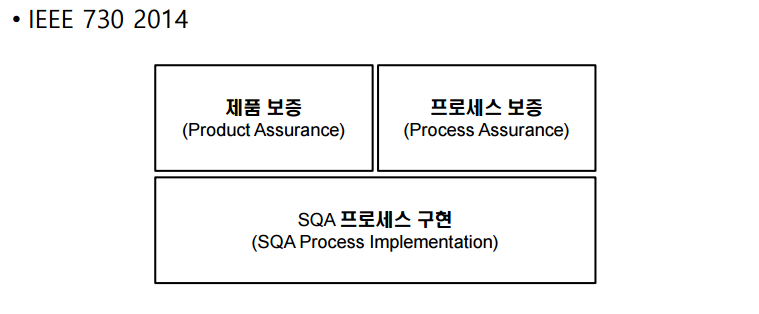 • IEEE 730 2014
제품 보증
(Product Assurance)
프로세스 보증
(Process Assurance)
SQA 프로세스 구현
(SQA Process Implementation)